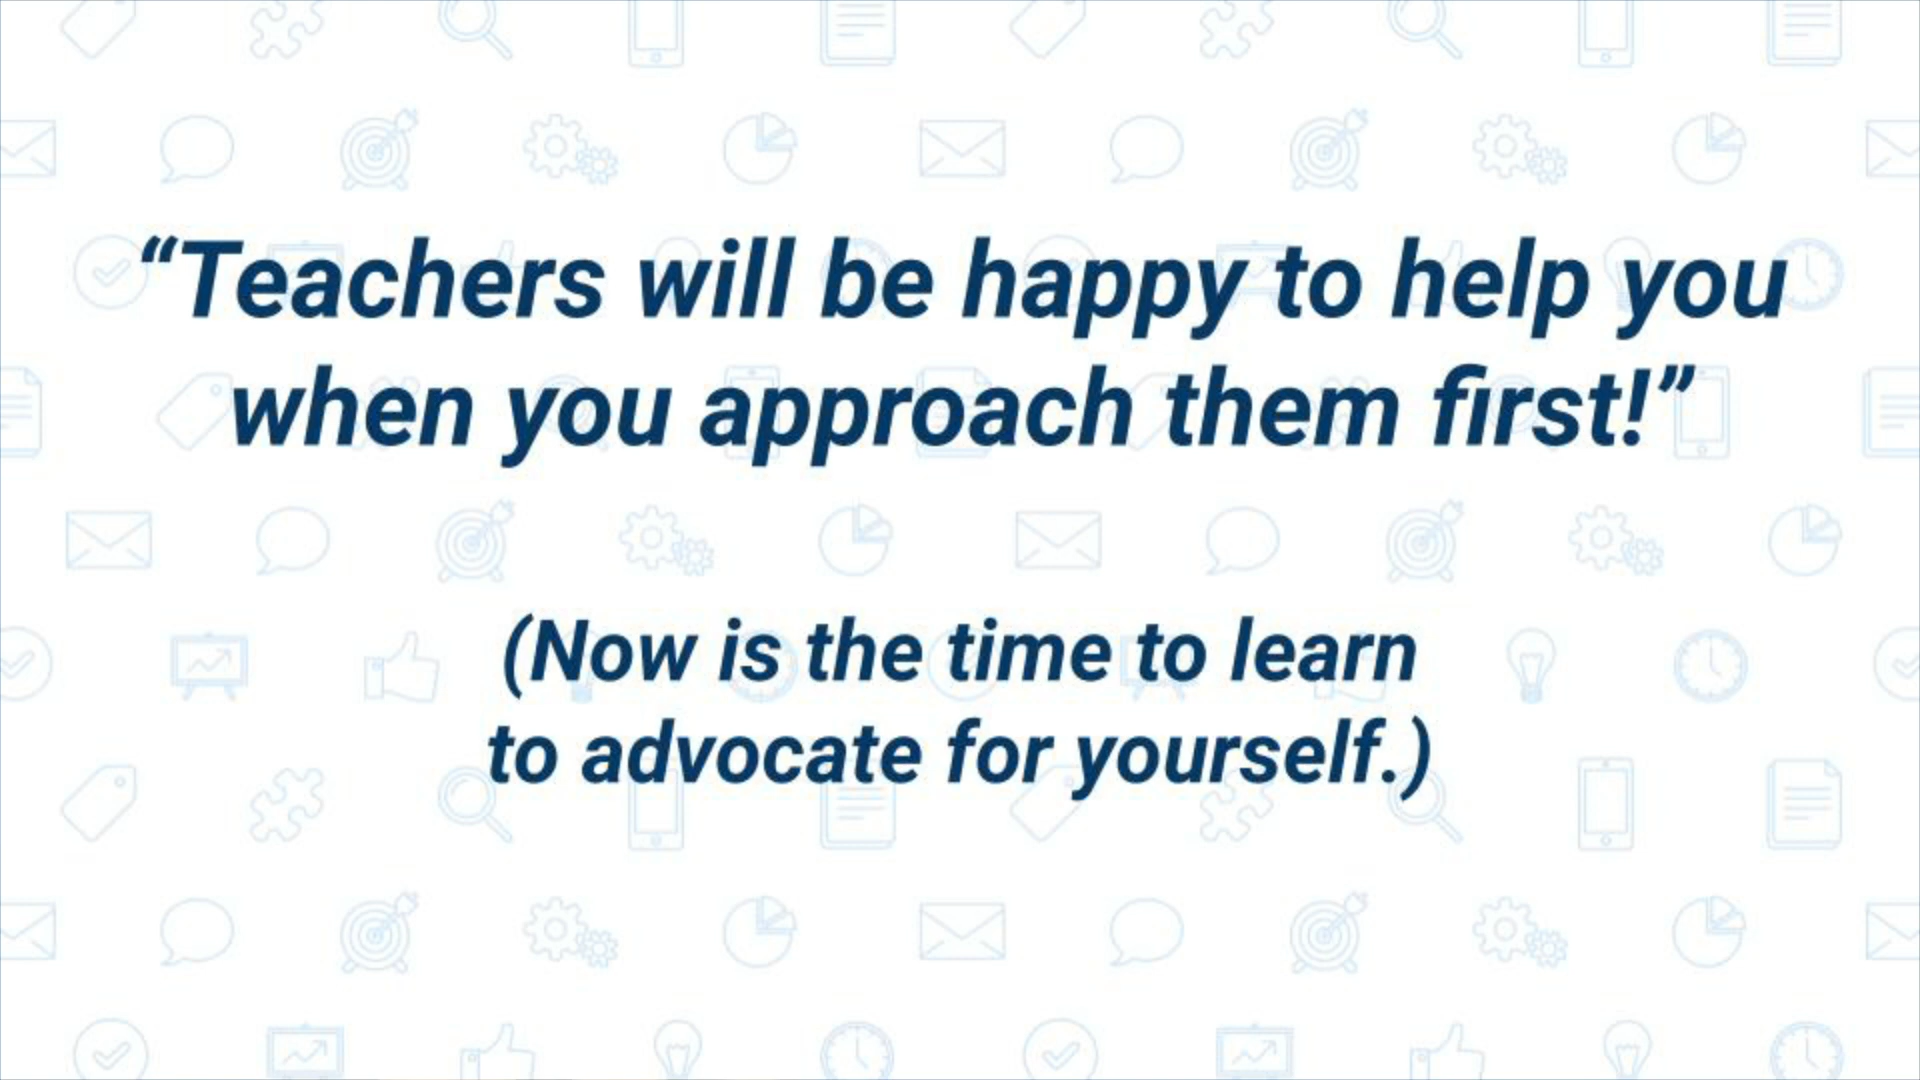 “Teachers will be happy to help you
when you approach them first!”
(Now is the time to learn
to advocate for yourself.)